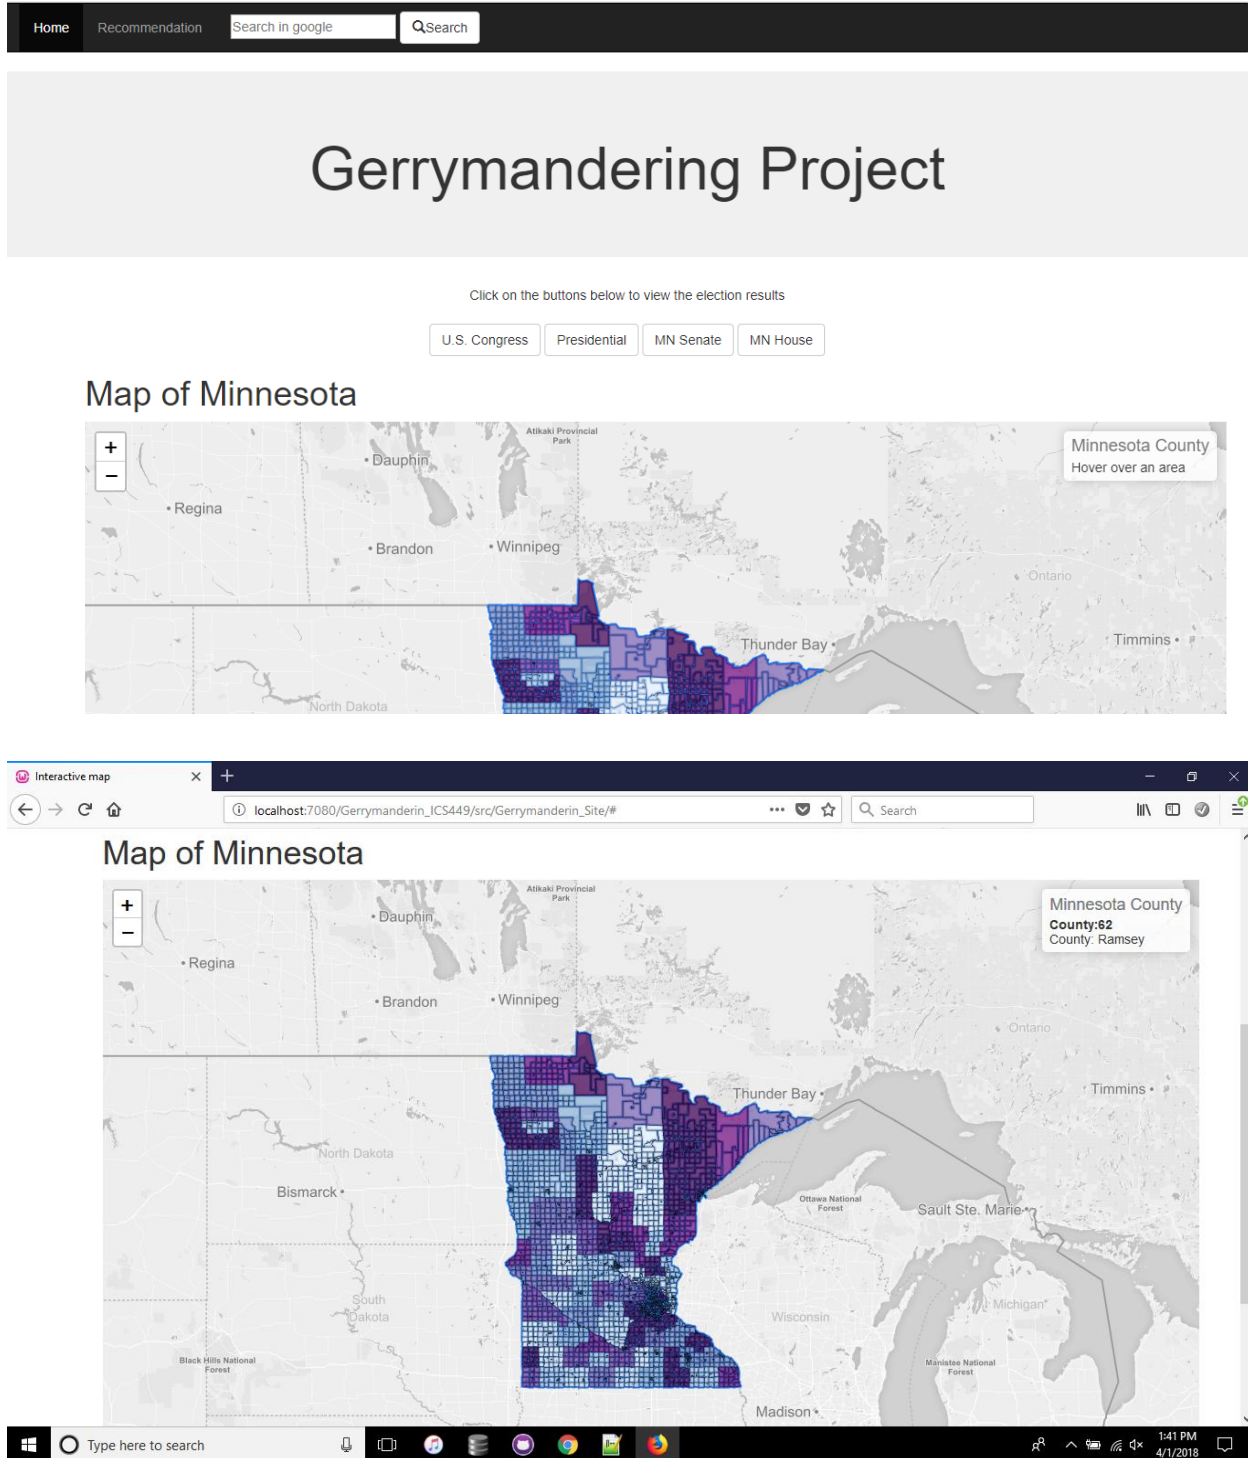 Home Recommendation Search in google Search
Gerrymandering Project
Click on the buttons below to view the election results
U.S. Congress Presidential MN Senate MN House
Map of Minnesota
+
−
Minnesota County
Hover over an area
Atikaki Provincial
Park
Dauphin
Regina
Brandon
Winnipeg
Ontario
Thunder Bay
Timmins
North Dakota
Interactive map
localhost:7080/Gerrymanderin_ICS449/src/Gerrymanderin_Site/#
Search
Map of Minnesota
+
−
Minnesota County
County:62
County: Ramsey
Atikaki Provincial
Park
Dauphin
Regina
Brandon
Winnipeg
Ontario
Thunder Bay
Timmins
North Dakota
Bismarck
Ottawa National
Forest
Sault Ste. Marie
South
Dakota
Wisconsin
Michigan
Black Hills National
Forest
Manistee National
Forest
Madison
Type here to search
1:41 PM
4/1/2018